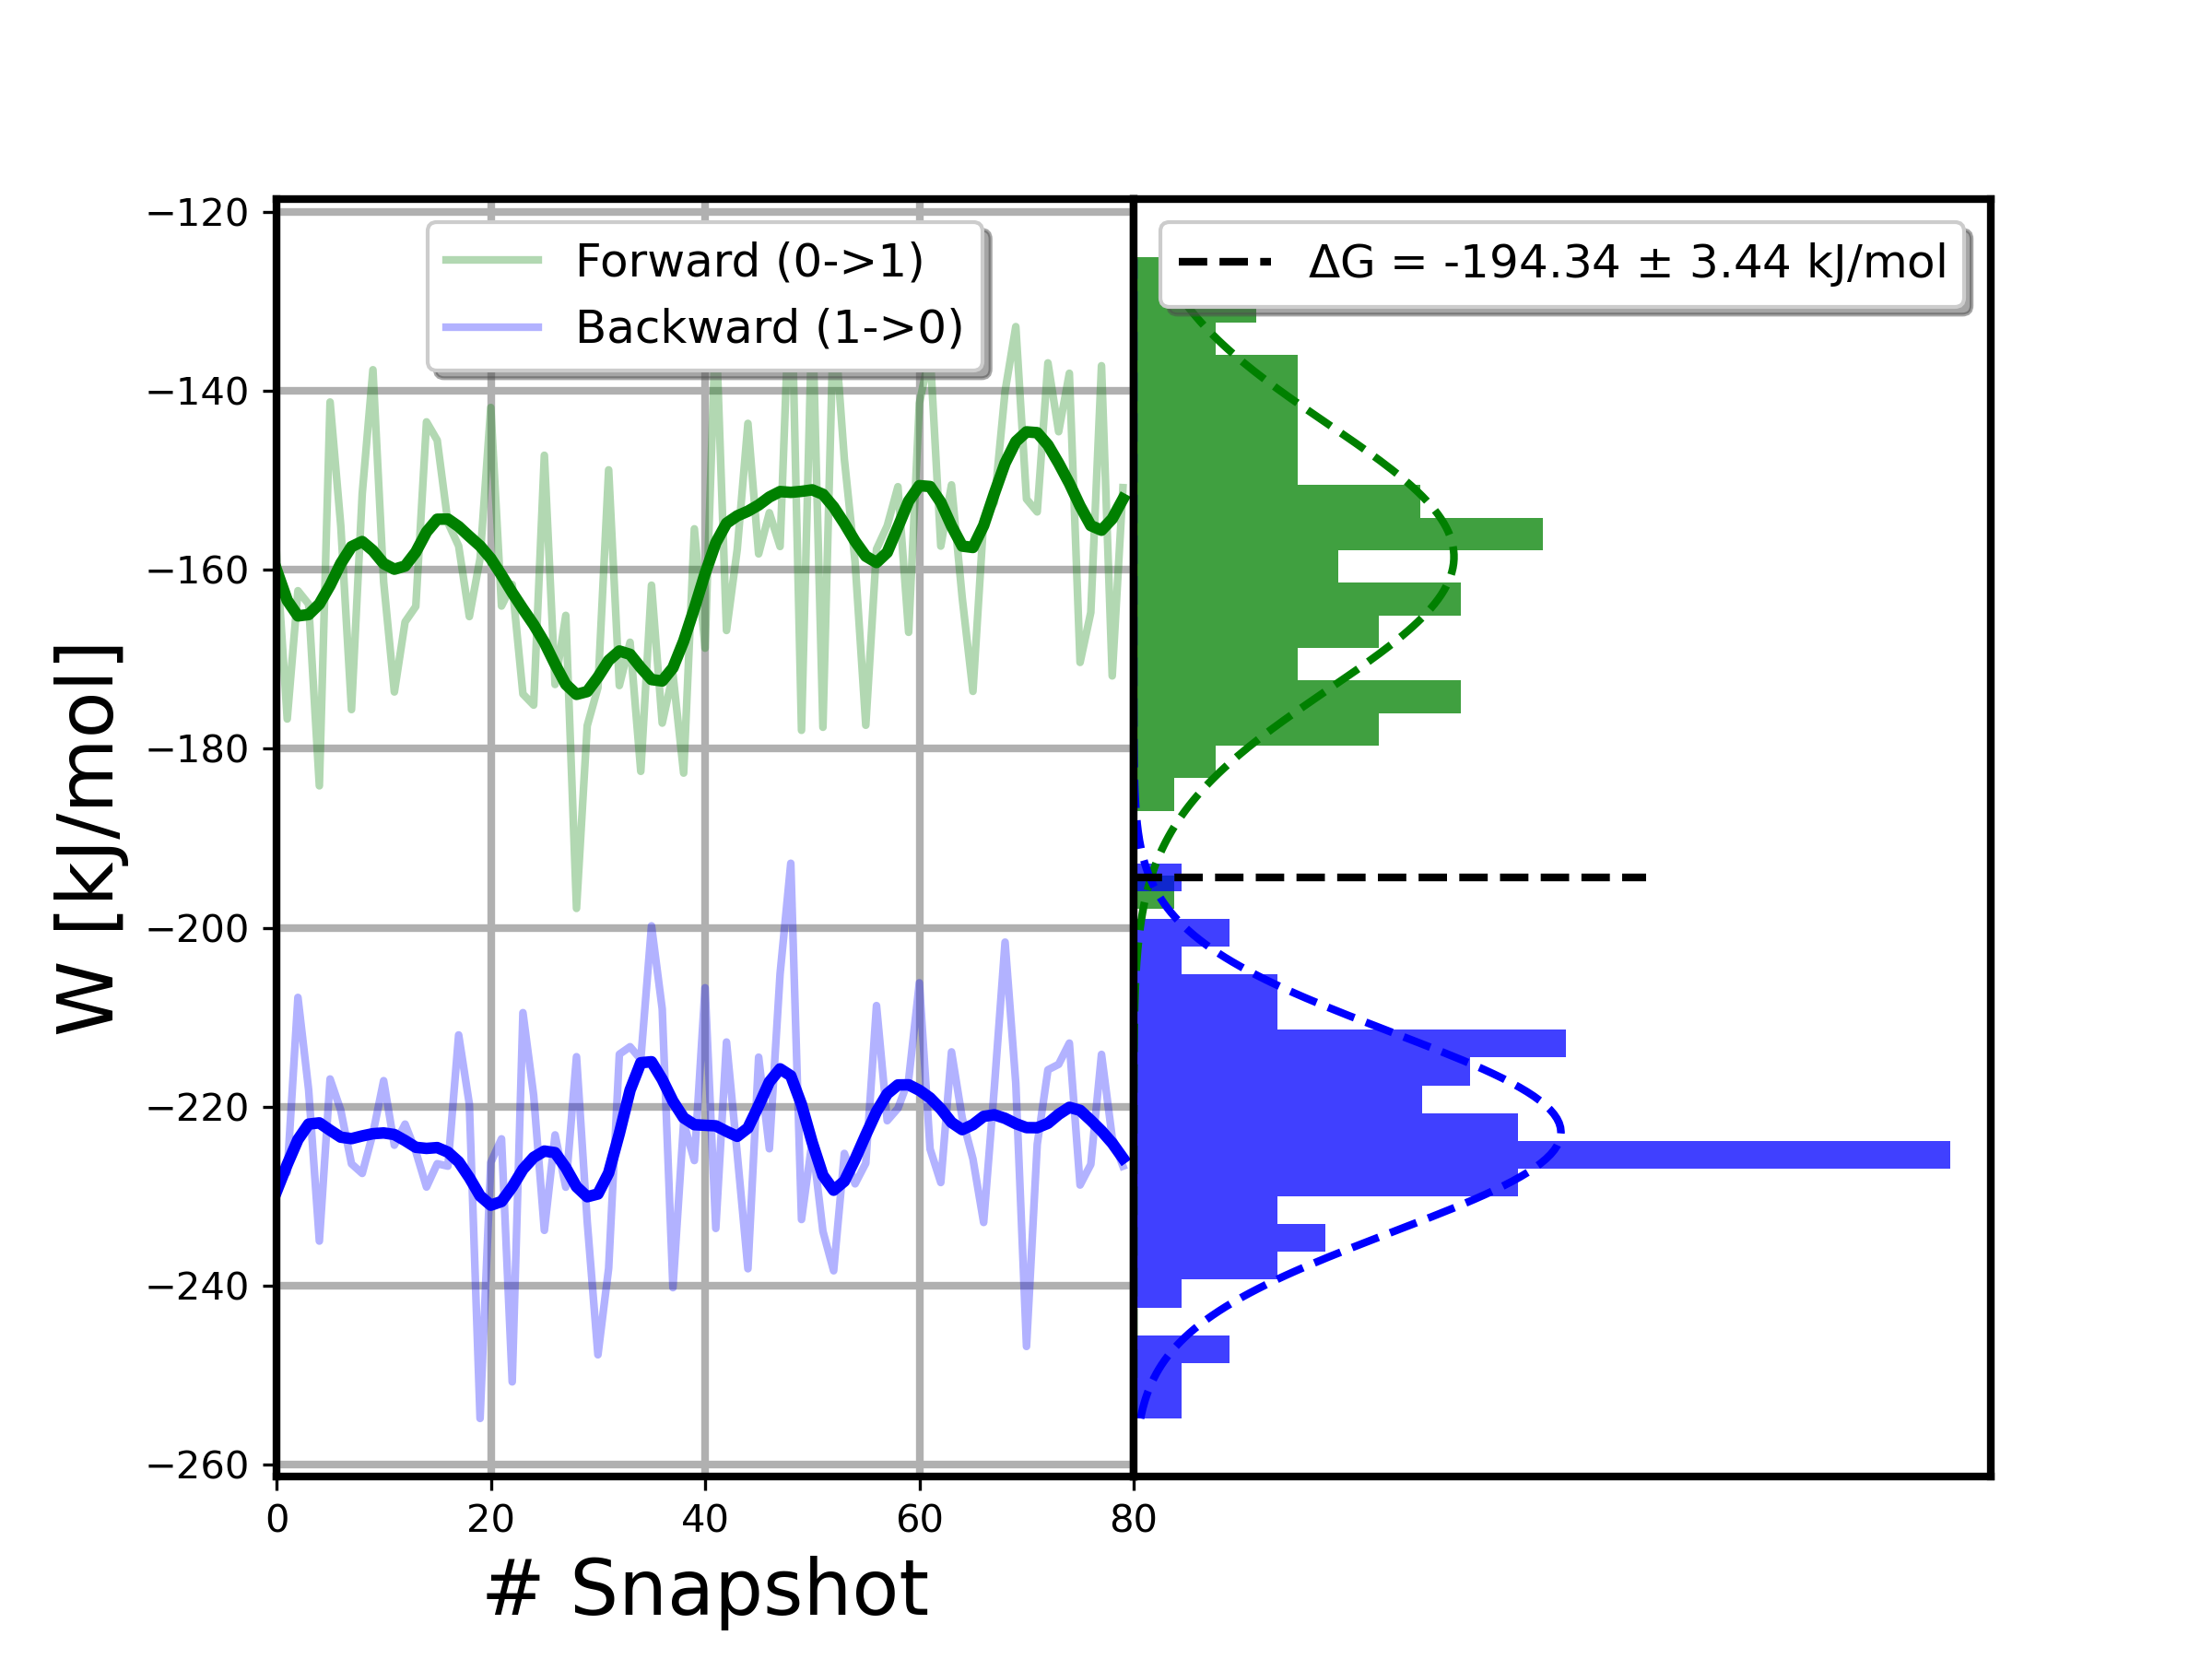 Forward (0->1)
Backward (1->0)
ΔG = -194.34 ± 3.44 kJ/mol
W [kJ/mol]
−120
−140
−160
−180
−200
−220
−240
−260
0 20 40 60 80
# Snapshot